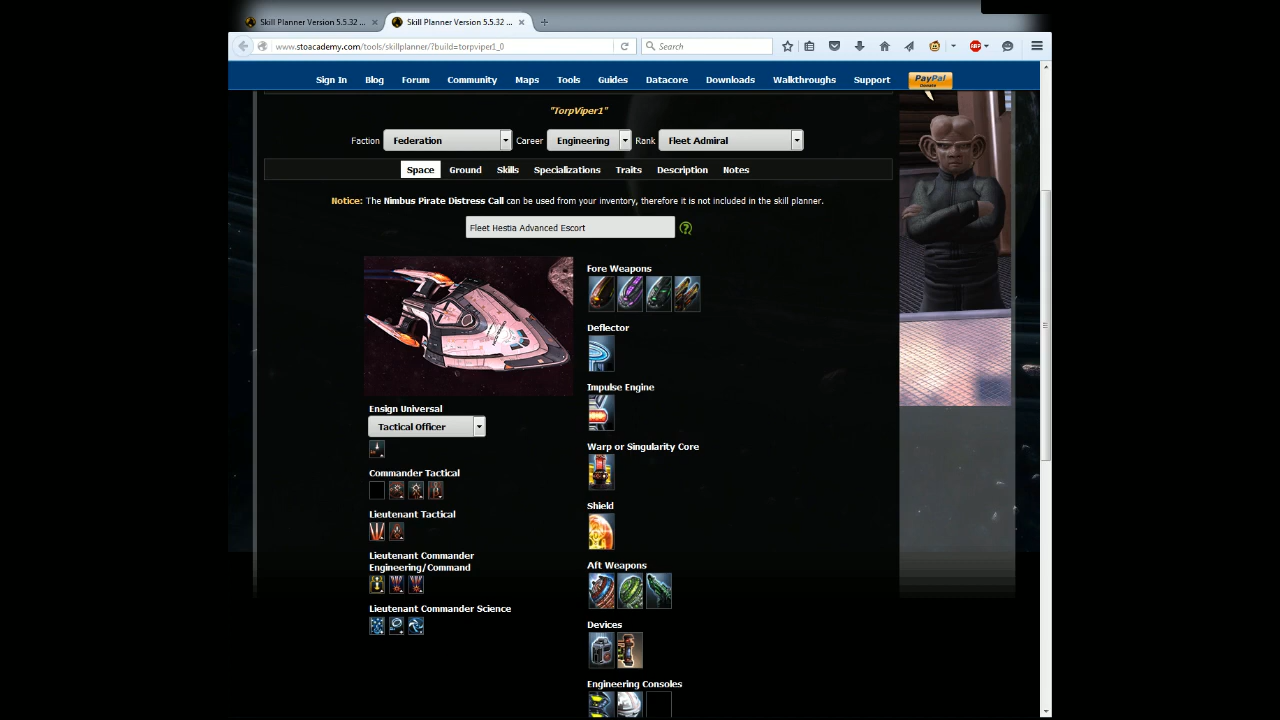 Skill Planner Version 5.5.32 ...
Skill Planner Version 5.5.32 ...
www.stoacademy.com/tools/skillplanner/?build=torpviper1_0
Search
ABP
Sign In Blog Forum Community Maps Tools Guides Datacore Downloads Walkthroughs Support
PayPal
Donate
"TorpViper1"
Faction Federation Career Engineering Rank Fleet Admiral
Space Ground Skills Specializations Traits Description Notes
Notice: The Nimbus Pirate Distress Call can be used from your inventory, therefore it is not included in the skill planner.
Fleet Hestia Advanced Escort
Ensign Universal
Tactical Officer
Commander Tactical
Lieutenant Tactical
Lieutenant Commander
Engineering/Command
Lieutenant Commander Science
Fore Weapons
Deflector
Impulse Engine
Warp or Singularity Core
Shield
Aft Weapons
Devices
Engineering Consoles